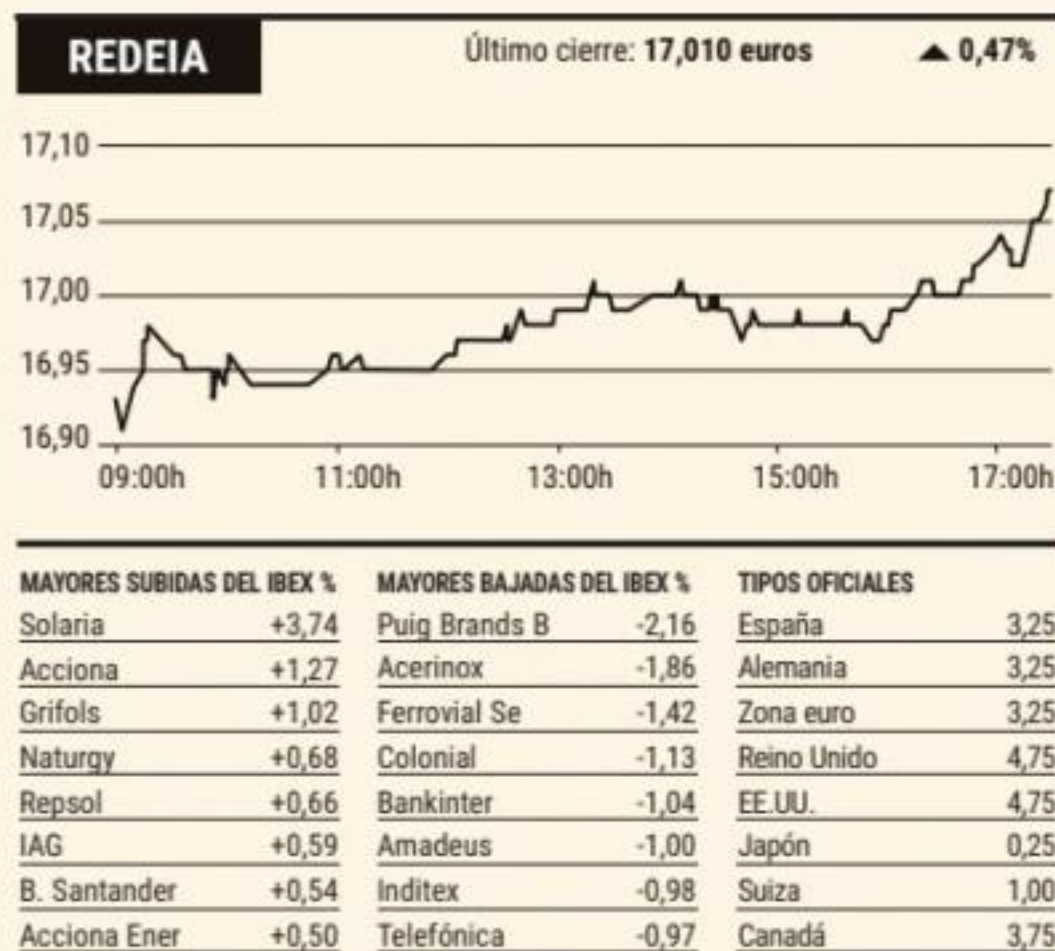 REDEIA
Último cierre: 17,010 euros ▲ 0,47%
17,10
17,05
17,00
16,95
16,90
09:00h 11:00h 13:00h 15:00h 17:00h
MAYORES SUBIDAS DEL IBEX %
Solaria +3,74
Acciona +1,27
Grifols +1,02
Naturgy +0,68
Repsol +0,66
IAG +0,59
B. Santander +0,54
Acciona Ener +0,50
MAYORES BAJADAS DEL IBEX %
Puig Brands B -2,16
Acerinox -1,86
Ferrovial Se -1,42
Colonial -1,13
Bankinter -1,04
Amadeus -1,00
Inditex -0,98
Telefónica -0,97
TIPOS OFICIALES
España 3,25
Alemania 3,25
Zona euro 3,25
Reino Unido 4,75
EE.UU. 4,75
Japón 0,25
Suiza 1,00
Canadá 3,75